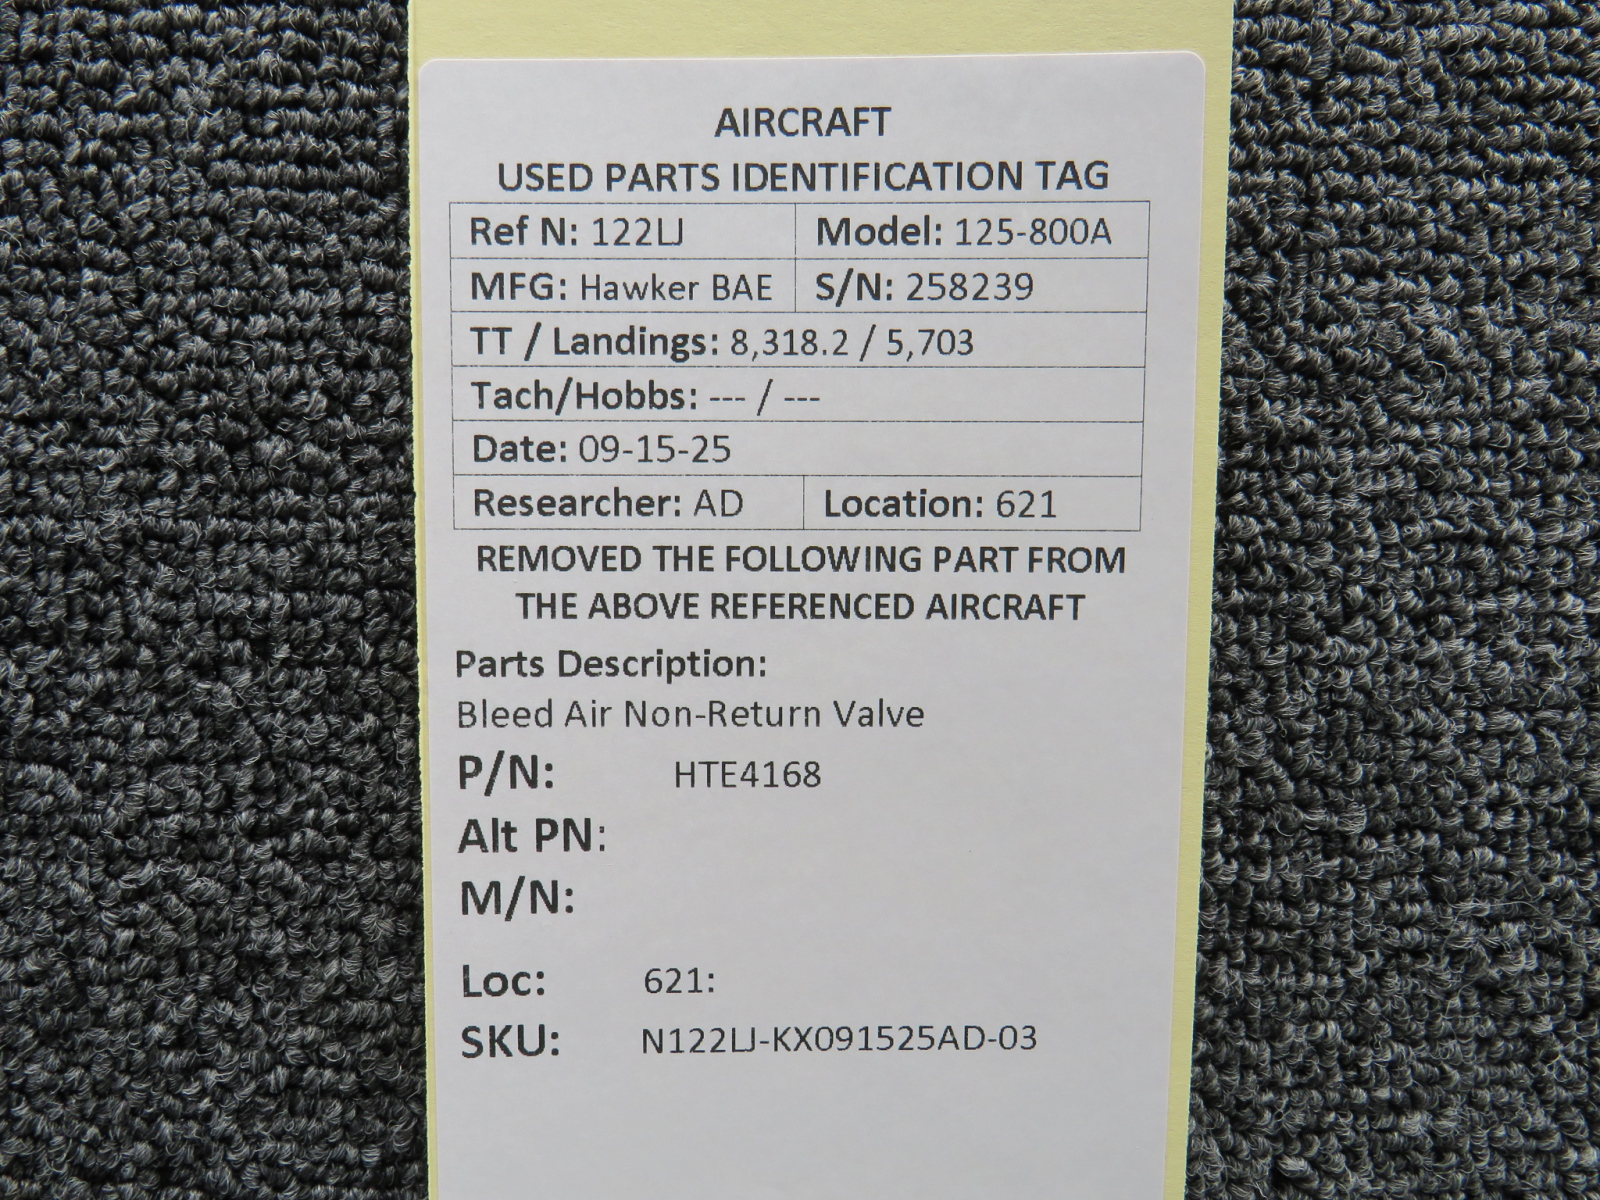 AIRCRAFT
USED PARTS IDENTIFICATION TAG
Ref N: 122LJ Model: 125-800A
MFG: Hawker BAE S/N: 258239
TT / Landings: 8,318.2 / 5,703
Tach/Hobbs: --- / ---
Date: 09-15-25
Researcher: AD Location: 621
REMOVED THE FOLLOWING PART FROM
THE ABOVE REFERENCED AIRCRAFT
Parts Description:
Bleed Air Non-Return Valve
P/N: HTE4168
Alt PN:
M/N:
Loc: 621:
SKU: N122LJ-KX091525AD-03